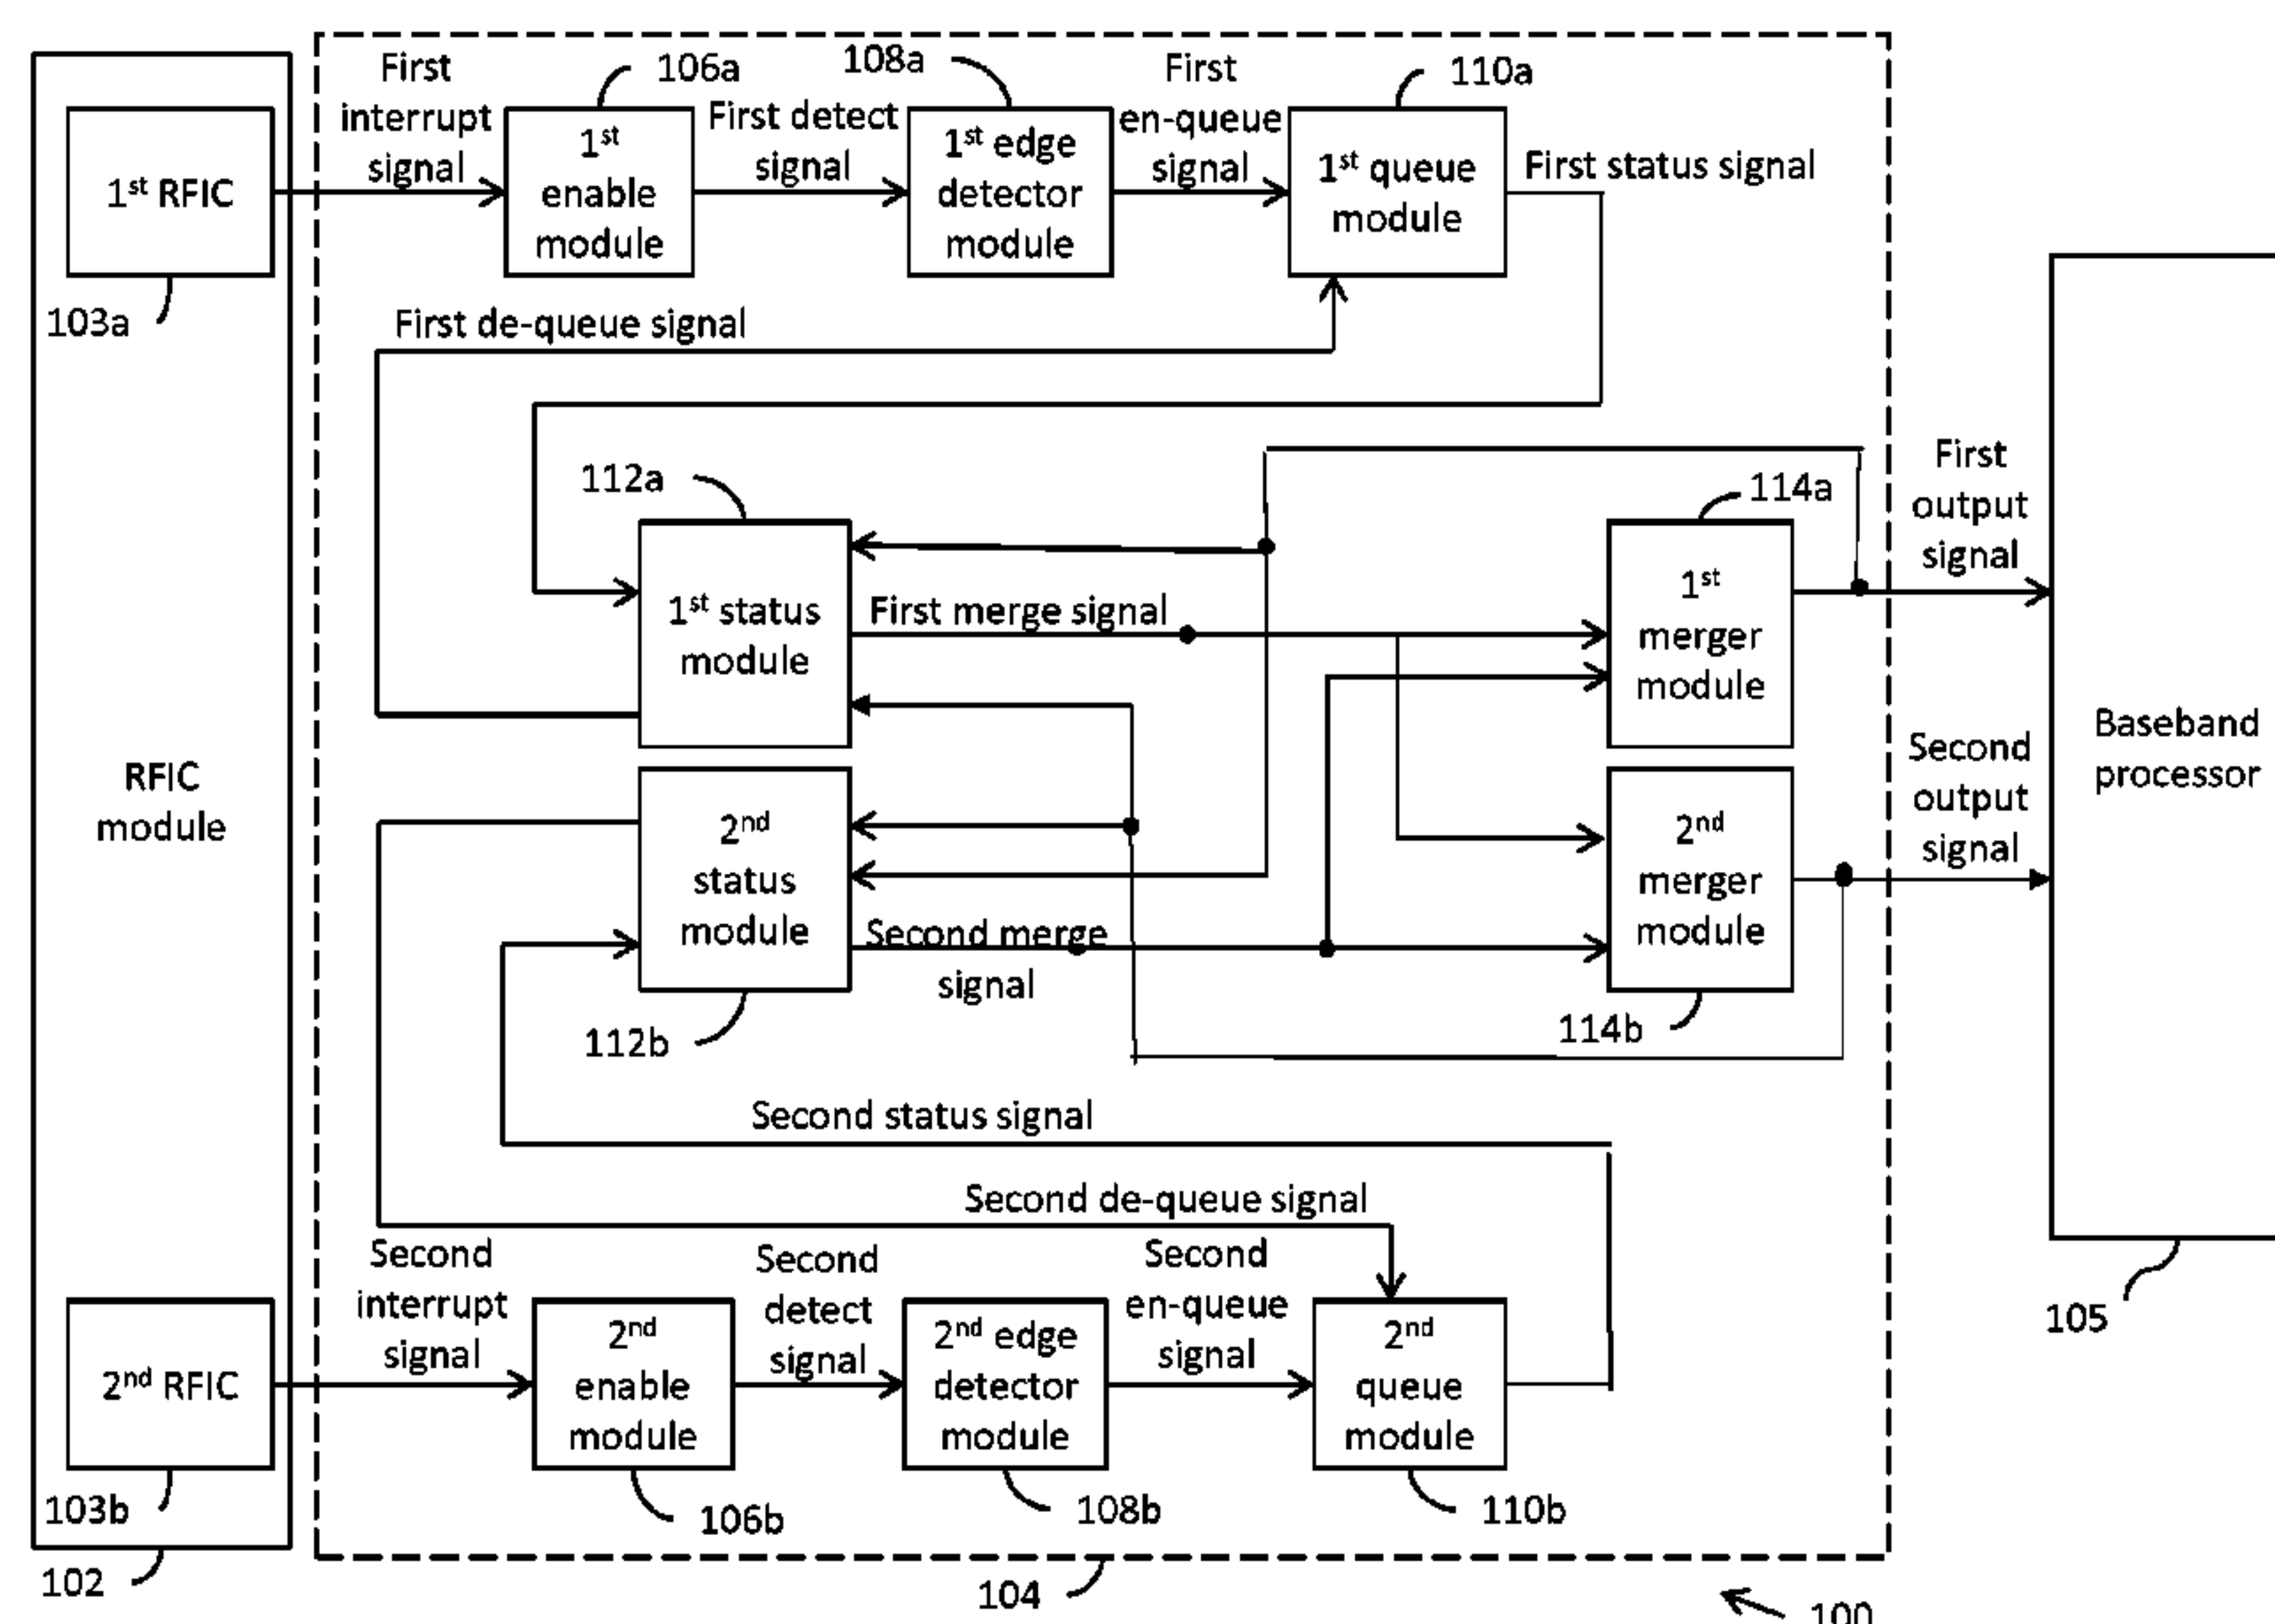 First interrupt signal
106a
108a
First en-queue signal
110a
First detect signal
1st RFIC
1st enable module
1st edge detector module
1st queue module
First status signal
103a
First de-queue signal
112a
114a
First output signal
1st status module
First merge signal
1st merger module
RFIC module
Baseband processor
2nd status module
2nd merger module
Second output signal
Second merge signal
112b
114b
Second status signal
Second de-queue signal
Second interrupt signal
Second detect signal
Second en-queue signal
105
2nd RFIC
2nd enable module
2nd edge detector module
2nd queue module
103b
106b
108b
110b
102
104
100